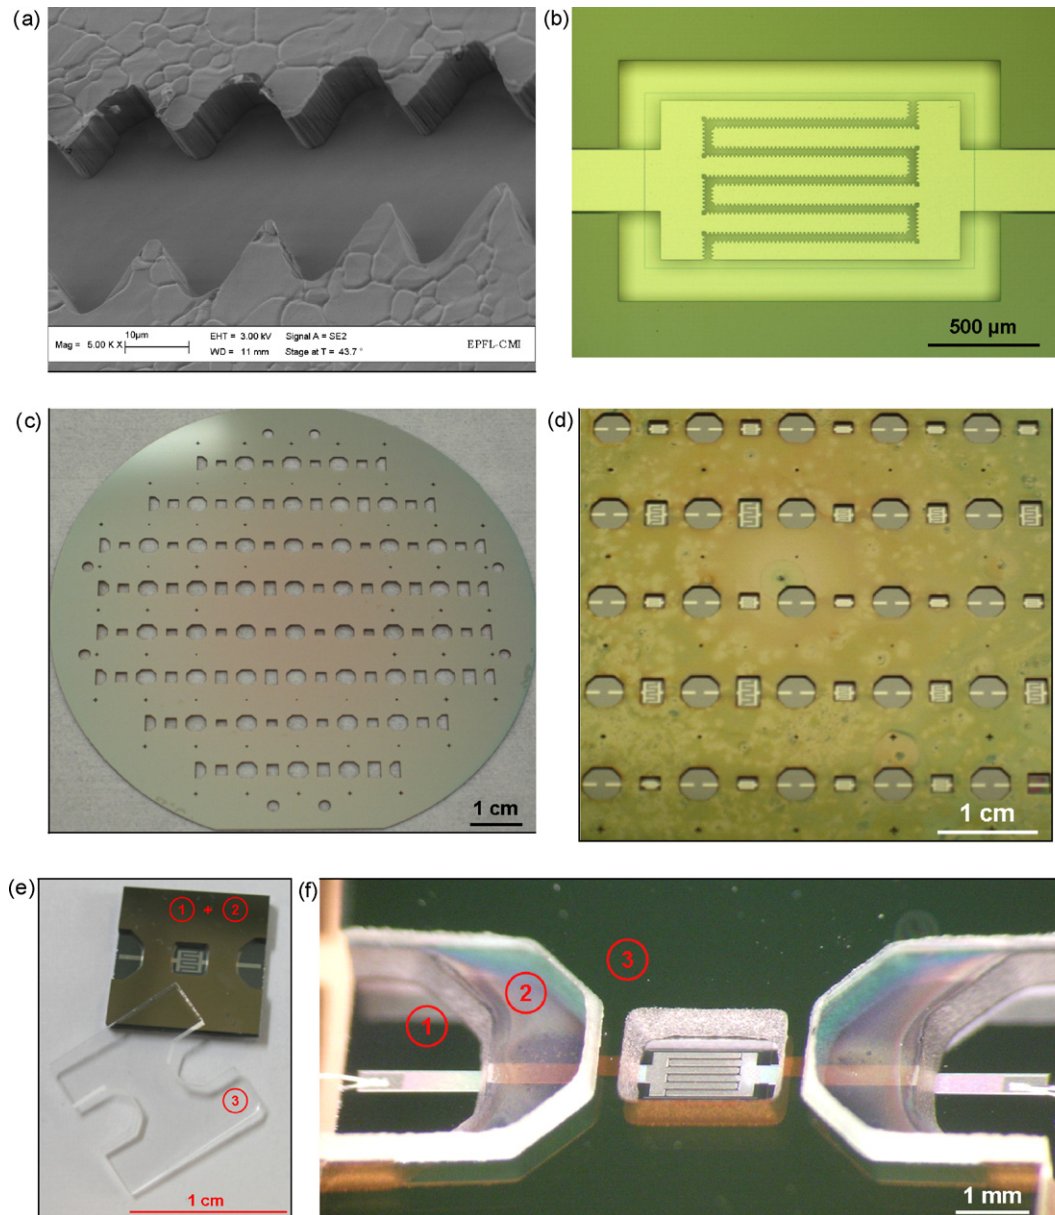 (a)
10µm
EHT = 3.00 kV
Signal A = SE2
Mag = 5.00 K X
WD = 11 mm
Stage at T = 43.7 °
EPFL-CMI
(b)
500 µm
(c)
1 cm
(d)
1 cm
(e)
1 + 2
3
1 cm
(f)
3
2
1
1 mm